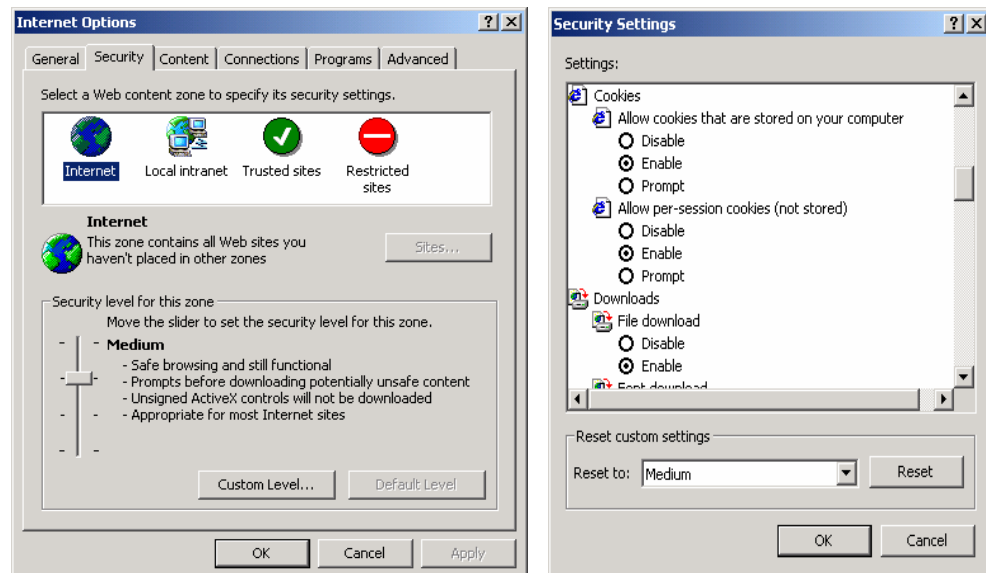 Internet Options
General Security Content Connections Programs Advanced
Select a Web content zone to specify its security settings.
Internet Local intranet Trusted sites Restricted
sites
Internet
This zone contains all Web sites you
haven't placed in other zones
Sites...
Security level for this zone
Move the slider to set the security level for this zone.
Medium
- Safe browsing and still functional
- Prompts before downloading potentially unsafe content
- Unsigned ActiveX controls will not be downloaded
- Appropriate for most Internet sites
Custom Level... Default Level
OK Cancel Apply
Security Settings
Settings:
Cookies
Allow cookies that are stored on your computer
Disable
Enable
Prompt
Allow per-session cookies (not stored)
Disable
Enable
Prompt
Downloads
File download
Disable
Enable
Font download
Reset custom settings
Reset to: Medium Reset
OK Cancel